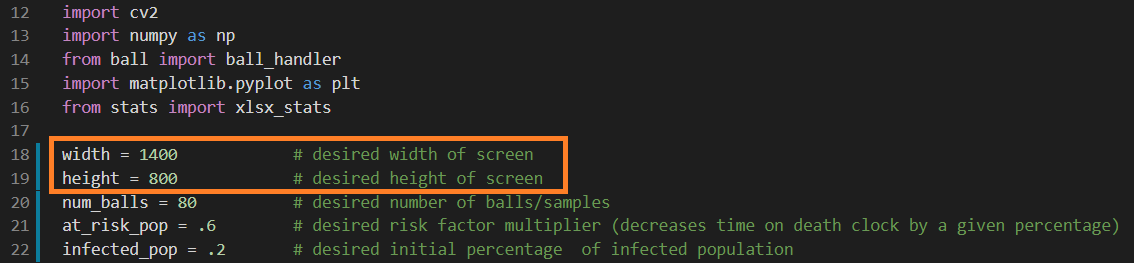 12 import cv2
13 import numpy as np
14 from ball import ball_handler
15 import matplotlib.pyplot as plt
16 from stats import xlsx_stats
17
18 width = 1400 # desired width of screen
19 height = 800 # desired height of screen
20 num_balls = 80 # desired number of balls/samples
21 at_risk_pop = .6 # desired risk factor multiplier (decreases time on death clock by a given percentage)
22 infected_pop = .2 # desired initial percentage  of infected population